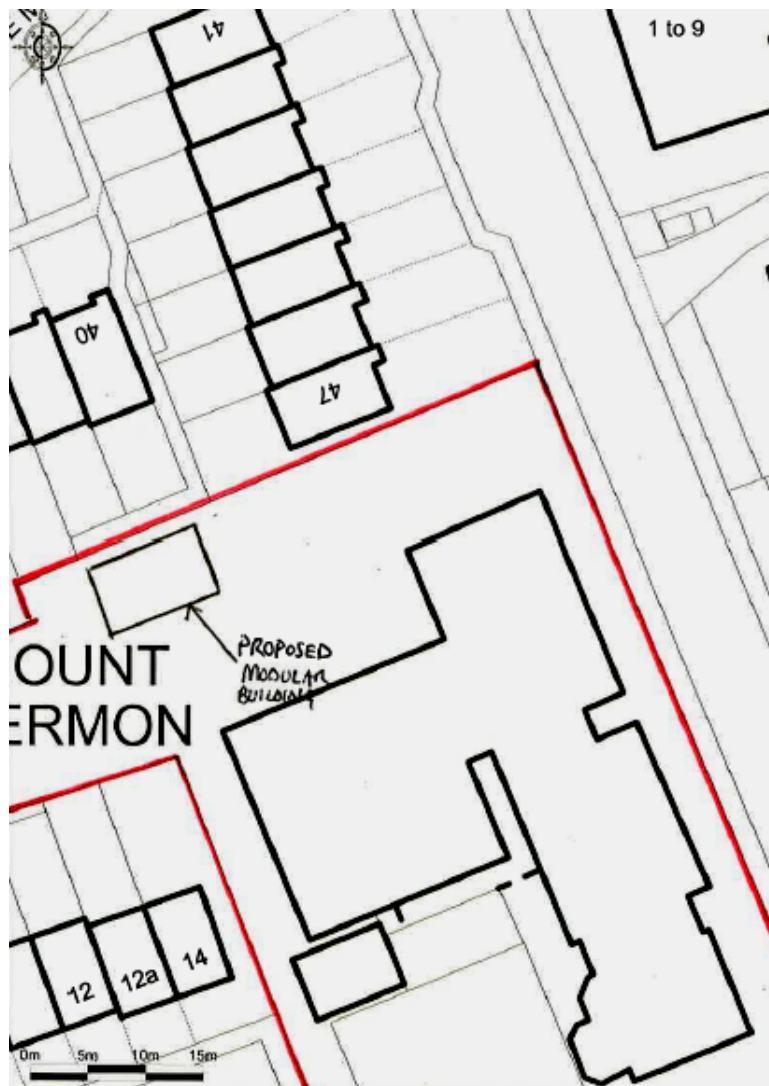 41
1 to 9
40
47
PROPOSED
MODULAR
BUILDING
OUNT
ERMON
12
12a
14
0m 5m 10m 15m